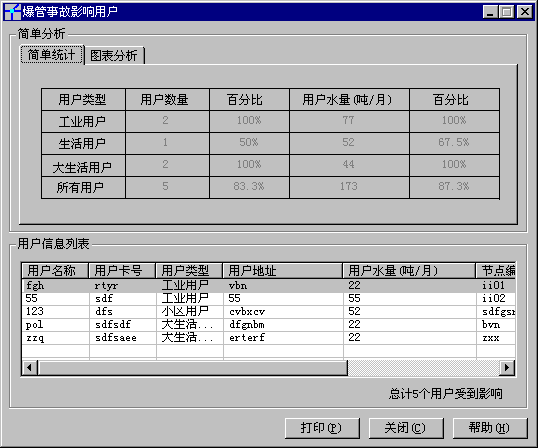 爆管事故影响用户
简单分析
简单统计 图表分析
用户类型 用户数量 百分比 用户水量(吨/月) 百分比
工业用户 2 100% 77 100%
生活用户 1 50% 52 67.5%
大生活用户 2 100% 44 100%
所有用户 5 83.3% 173 87.3%
用户信息列表
用户名称 用户卡号 用户类型 用户地址 用户水量(吨/月) 节点编
fgh rtyr 工业用户 vbn 22 ii01
55 sdf 工业用户 55 55 ii02
123 dfs 小区用户 cvbxcv 52 sdfgsr
pol sdfsdf 大生活... dfgnbm 22 bvn
zzq sdfsaee 大生活... erterf 22 zxx
总计5个用户受到影响
打印(P) 关闭(C) 帮助(H)